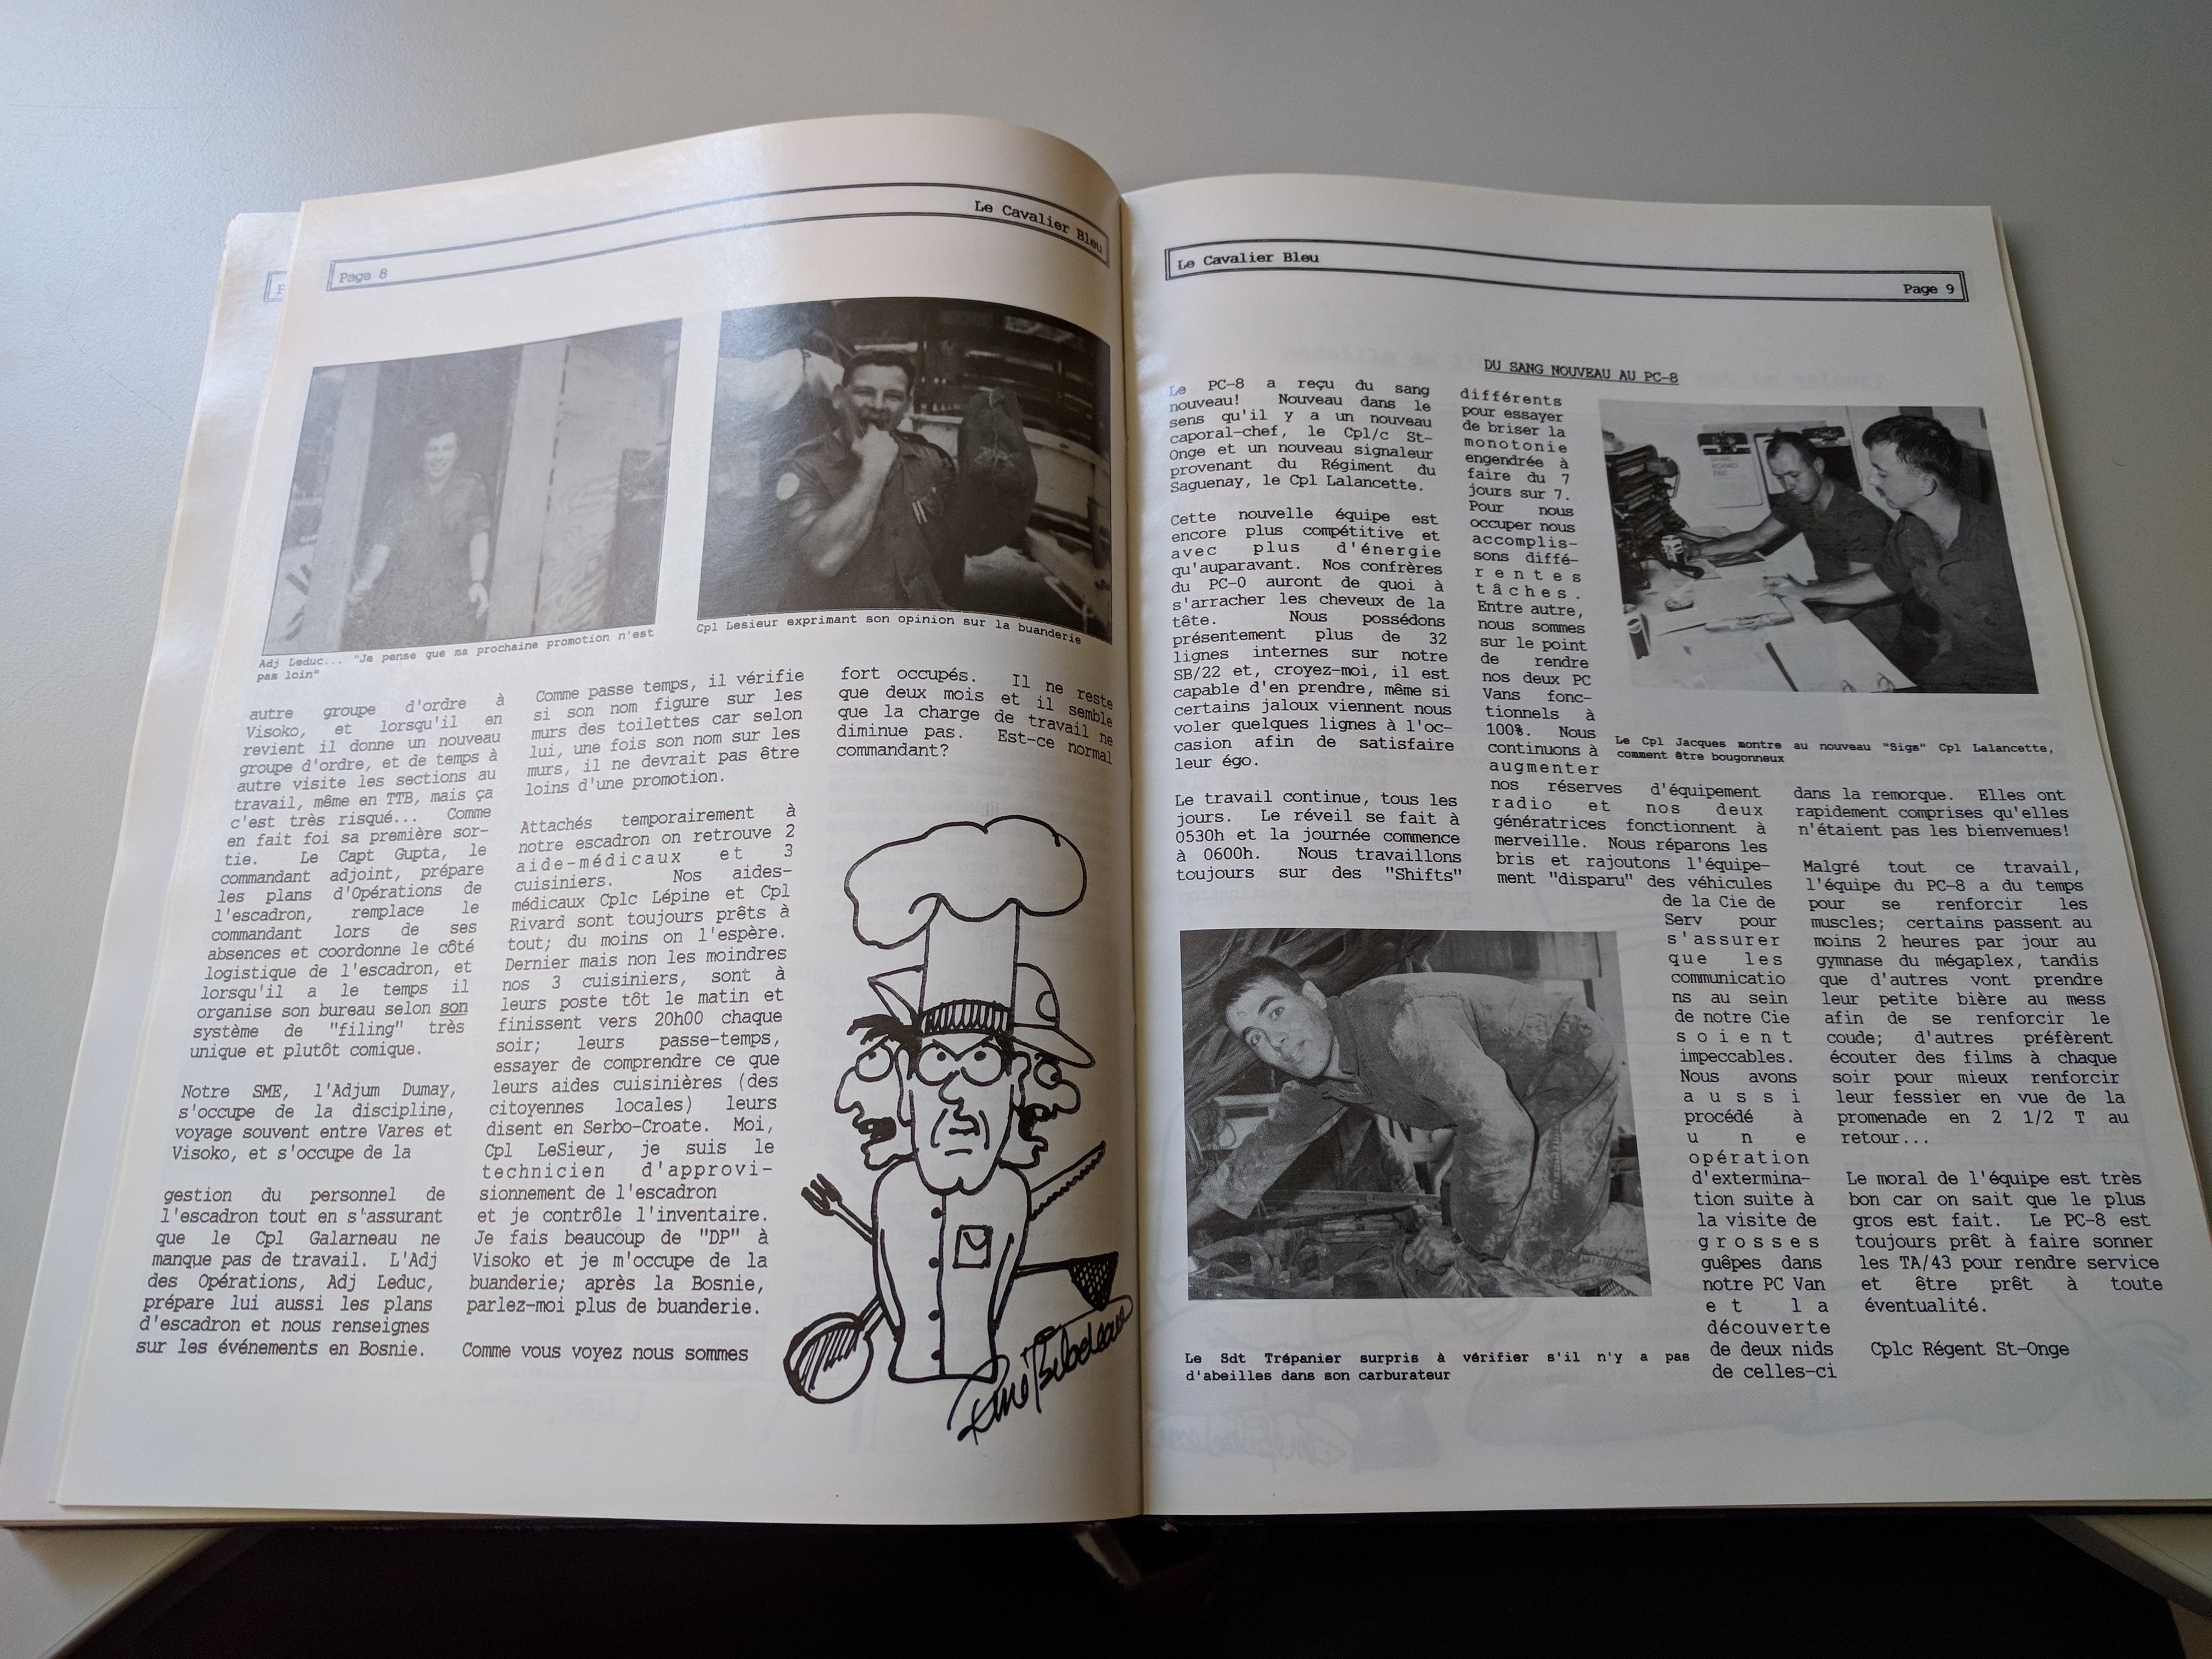 Le Cavalier Bleu
Page 8
Adj Leduc... "Je pense que ma prochaine promotion n'est
pas loin"
Cpl Lesieur exprimant son opinion sur la buanderie
autre groupe d'ordre à
Visoko, et lorsqu'il en
revient il donne un nouveau
groupe d'ordre, et de temps à
autre visite les sections au
travail, même en TTB, mais ça
c'est très risqué... Comme
en fait foi sa première sor-
tie. Le Capt Gupta, le
commandant adjoint, prépare
les plans d'Opérations de
l'escadron, remplace le
commandant lors de ses
absences et coordonne le côté
logistique de l'escadron, et
lorsqu'il a le temps il
organise son bureau selon son
système de "filing" très
unique et plutôt comique.
Notre SME, l'Adjum Dumay,
s'occupe de la discipline,
voyage souvent entre Vares et
Visoko, et s'occupe de la
gestion du personnel de
l'escadron tout en s'assurant
que le Cpl Galarneau ne
manque pas de travail. L'Adj
des Opérations, Adj Leduc,
prépare lui aussi les plans
d'escadron et nous renseignes
sur les événements en Bosnie.
Comme passe temps, il vérifie
si son nom figure sur les
murs des toilettes car selon
lui, une fois son nom sur les
murs, il ne devrait pas être
loins d'une promotion.
Attachés temporairement à
notre escadron on retrouve 2
aide-médicaux et 3
cuisiniers. Nos aides-
médicaux Cplc Lépine et Cpl
Rivard sont toujours prêts à
tout; du moins on l'espère.
Dernier mais non les moindres
nos 3 cuisiniers, sont à
leurs poste tôt le matin et
finissent vers 20h00 chaque
soir; leurs passe-temps,
essayer de comprendre ce que
leurs aides cuisinières (des
citoyennes locales) leurs
disent en Serbo-Croate. Moi,
Cpl LeSieur, je suis le
technicien d'approvi-
sionnement de l'escadron
et je contrôle l'inventaire.
Je fais beaucoup de "DP" à
Visoko et je m'occupe de la
buanderie; après la Bosnie,
parlez-moi plus de buanderie.
Comme vous voyez nous sommes
fort occupés. Il ne reste
que deux mois et il semble
que la charge de travail ne
diminue pas. Est-ce normal
commandant?
Le Cavalier Bleu
Page 9
DU SANG NOUVEAU AU PC-8
Le PC-8 a reçu du sang
nouveau! Nouveau dans le
sens qu'il y a un nouveau
caporal-chef, le Cpl/c St-
Onge et un nouveau signaleur
provenant du Régiment du
Saguenay, le Cpl Lalancette.
Cette nouvelle équipe est
encore plus compétitive et
avec plus d'énergie
qu'auparavant. Nos confrères
du PC-0 auront de quoi à
s'arracher les cheveux de la
tête. Nous possédons
présentement plus de 32
lignes internes sur notre
SB/22 et, croyez-moi, il est
capable d'en prendre, même si
certains jaloux viennent nous
voler quelques lignes à l'oc-
casion afin de satisfaire
leur égo.
Le travail continue, tous les
jours. Le réveil se fait à
0530h et la journée commence
à 0600h. Nous travaillons
toujours sur des "Shifts"
différents
pour essayer
de briser la
monotonie
engendrée à
faire du 7
jours sur 7.
Pour nous
occuper nous
accomplis-
sons diffé-
rentes
tâches.
Entre autre,
nous sommes
sur le point
de rendre
nos deux PC
Vans fonc-
tionnels à
100%. Nous
continuons à
augmenter
nos réserves d'équipement
radio et nos deux
génératrices fonctionnent à
merveille. Nous réparons les
bris et rajoutons l'équipe-
ment "disparu" des véhicules
de la Cie de
Serv pour
s'assurer
que les
communicatio
ns au sein
de notre Cie
soient
impeccables.
Nous avons
aussi
procédé à
une
opération
d'extermina-
tion suite à
la visite de
grosses
guêpes dans
notre PC Van
et la
découverte
de deux nids
de celles-ci
Le Cpl Jacques montre au nouveau "Sigs" Cpl Lalancette,
comment être bougonneux
dans la remorque. Elles ont
rapidement comprises qu'elles
n'étaient pas les bienvenues!
Malgré tout ce travail,
l'équipe du PC-8 a du temps
pour se renforcir les
muscles; certains passent au
moins 2 heures par jour au
gymnase du mégaplex, tandis
que d'autres vont prendre
leur petite bière au mess
afin de se renforcir le
coude; d'autres préfèrent
écouter des films à chaque
soir pour mieux renforcir
leur fessier en vue de la
promenade en 2 1/2 T au
retour...
Le moral de l'équipe est très
bon car on sait que le plus
gros est fait. Le PC-8 est
toujours prêt à faire sonner
les TA/43 pour rendre service
et être prêt à toute
éventualité.
Cplc Régent St-Onge
Le Sdt Trépanier surpris à vérifier s'il n'y a pas
d'abeilles dans son carburateur